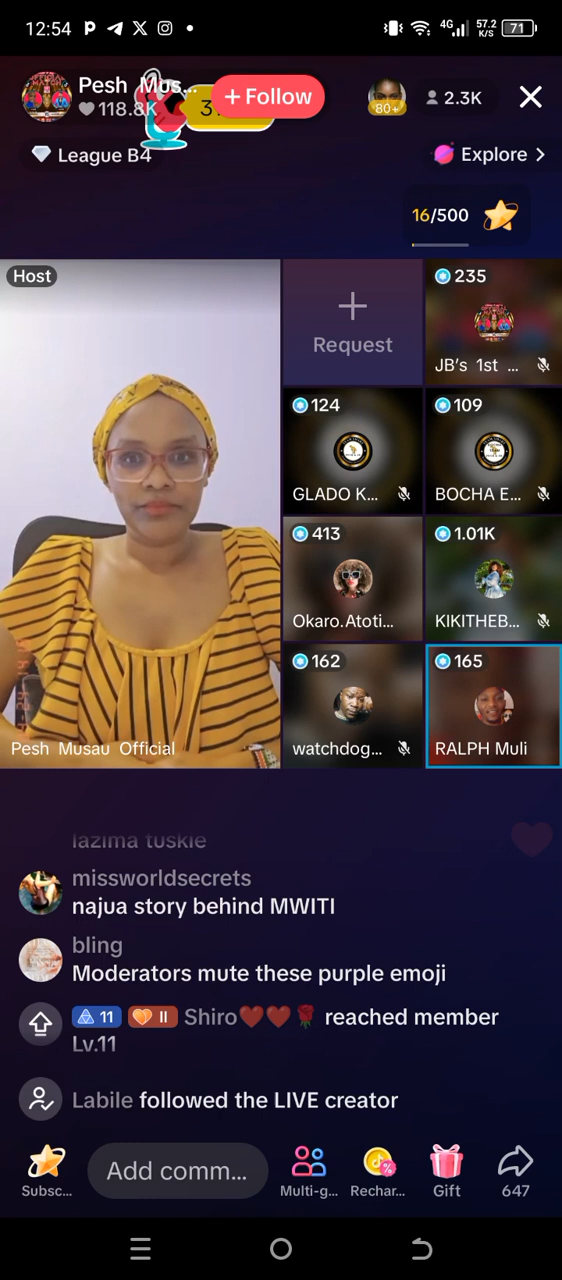 12:54
4G
57.2
K/S
71
Pesh Mus...
118.8K
+ Follow
80+
2.3K
League B4
Explore
16/500
Host
Request
235
JB's 1st ...
124
GLADO K...
109
BOCHA E...
413
Okaro.Atoti...
1.01K
KIKITHEB...
162
watchdog...
165
RALPH Muli
Pesh Musau Official
lazima tuskie
missworldsecrets
najua story behind MWITI
bling
Moderators mute these purple emoji
11 II Shiro❤️❤️🌹 reached member
Lv.11
Labile followed the LIVE creator
Subsc...
Add comm...
Multi-g...
Rechar...
Gift
647